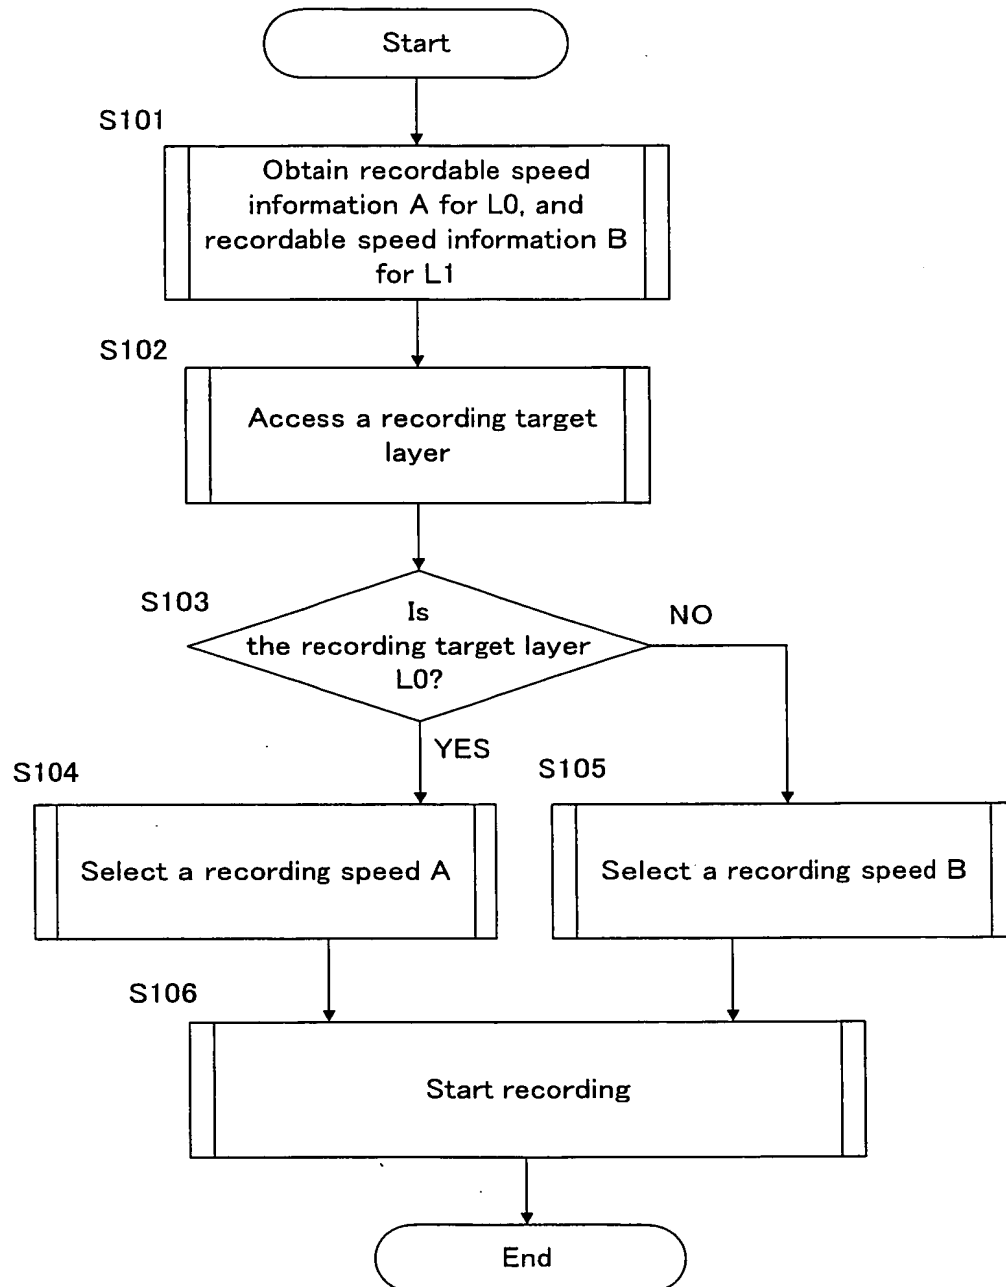 Start
S101
Obtain recordable speed
information A for L0, and
recordable speed information B
for L1
S102
Access a recording target
layer
S103
Is
the recording target layer
L0?
NO
YES
S104
Select a recording speed A
S105
Select a recording speed B
S106
Start recording
End